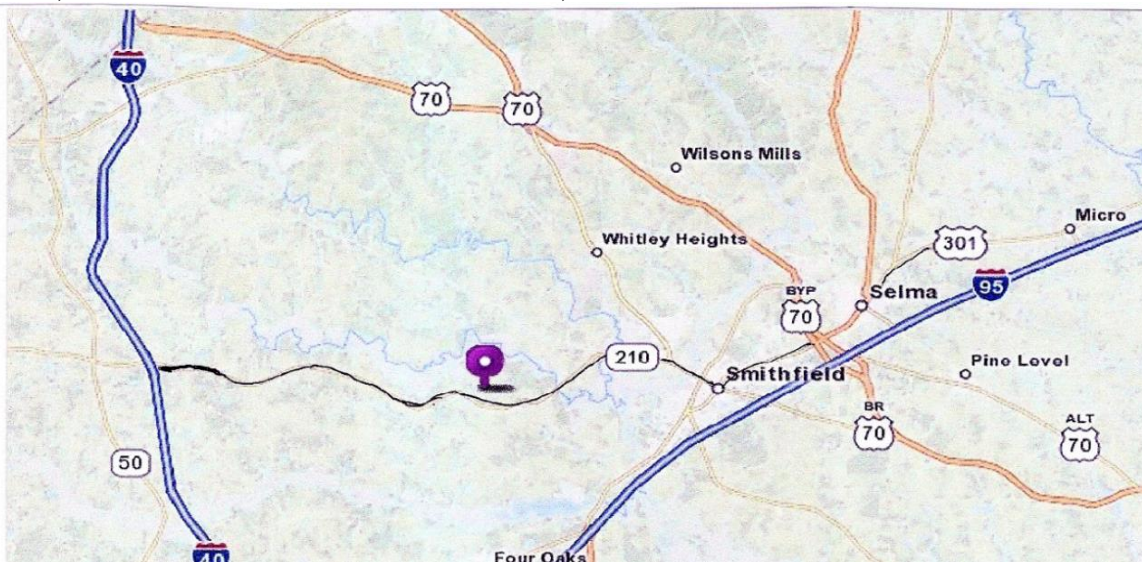 40
70
70
Wilsons Mills
Micro
Whitley Heights
301
95
BYP
70
Selma
210
Pine Level
Smithfield
BR
70
ALT
70
50
40
Four Oaks